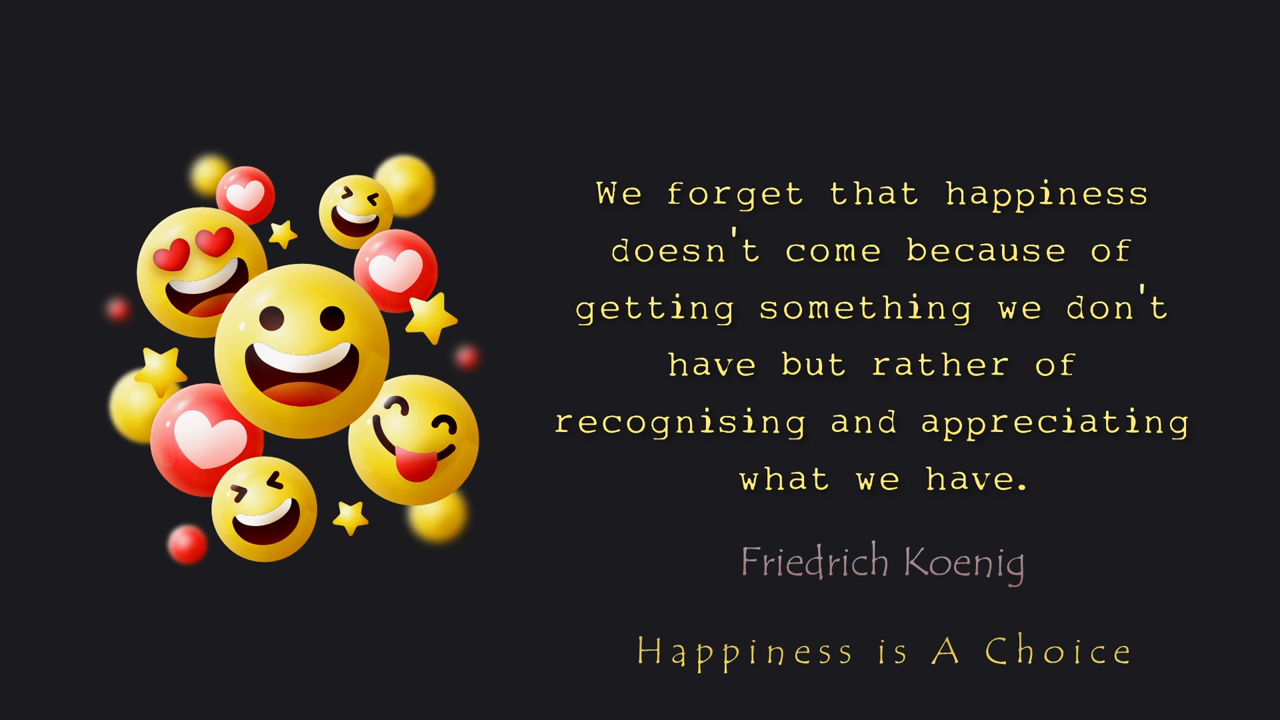 We forget that happiness
doesn't come because of
getting something we don't
have but rather of
recognising and appreciating
what we have.
Friedrich Koenig
Happiness is A Choice